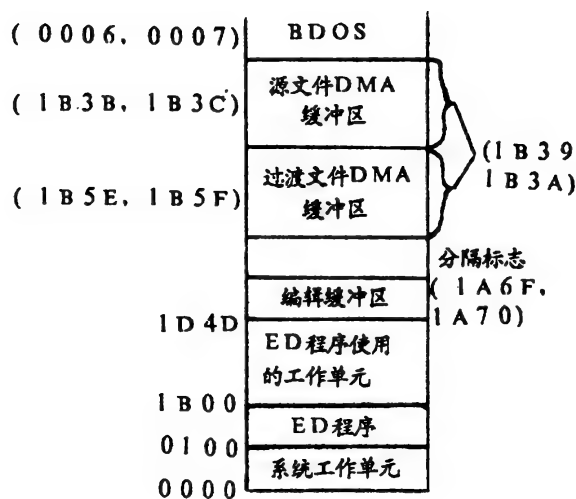 (0006, 0007)
BDOS
(1B3B, 1B3C)
源文件DMA
缓冲区
(1B39
1B3A)
(1B5E, 1B5F)
过渡文件DMA
缓冲区
分隔标志
(1A6F,
1A70)
编辑缓冲区
1D4D
ED程序使用
的工作单元
1B00
ED程序
0100
系统工作单元
0000